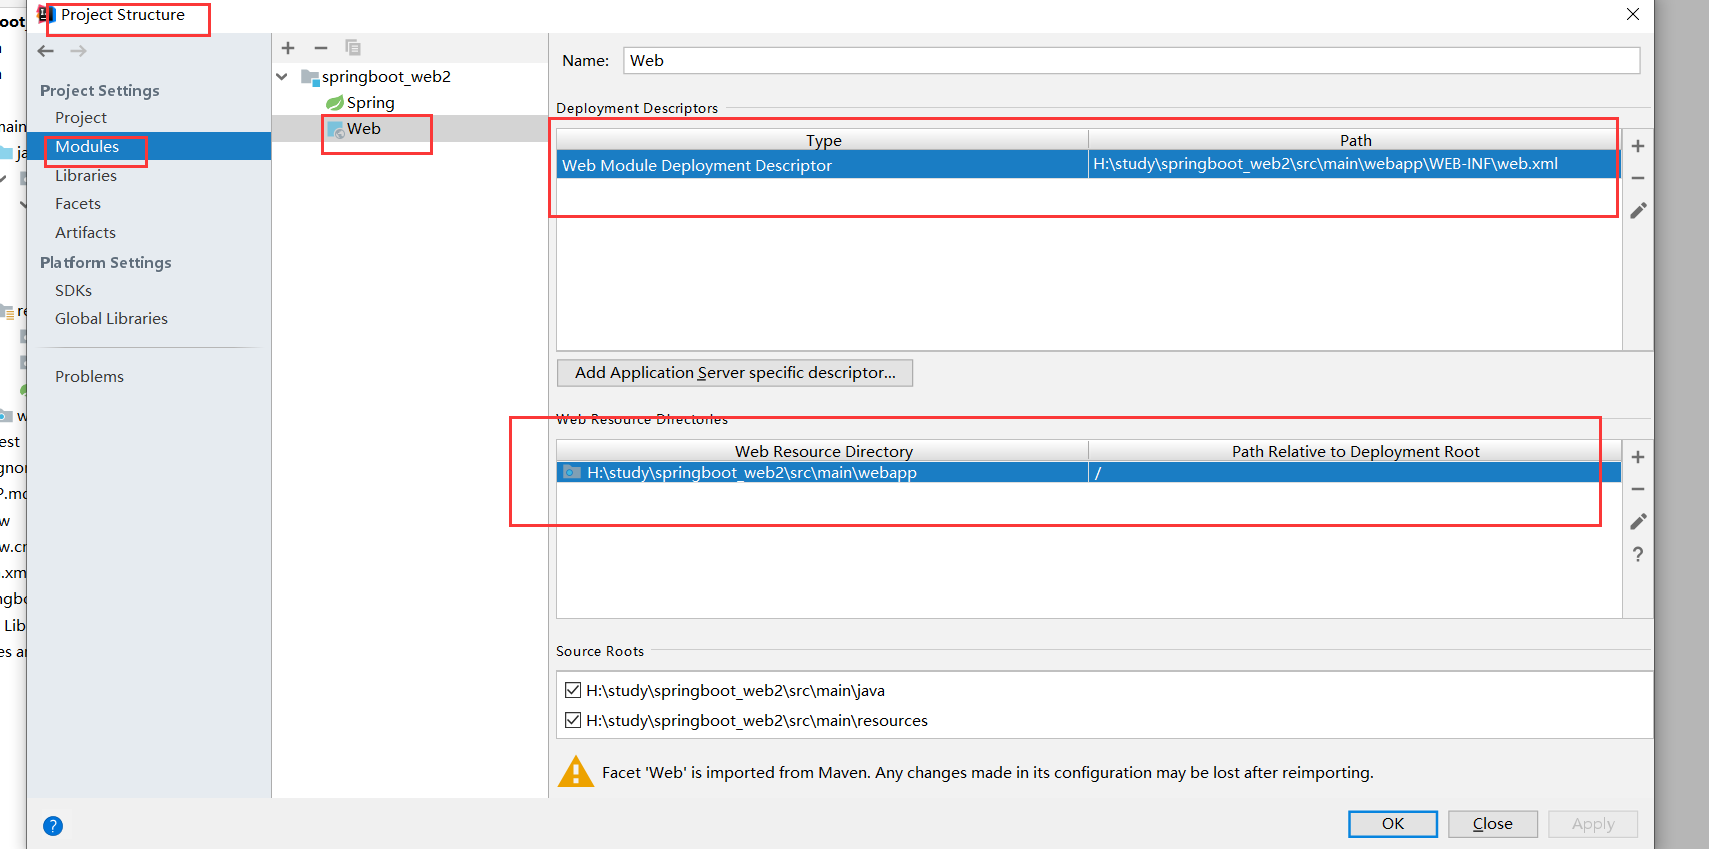 Project Structure
Project Settings
Project
Modules
Libraries
Facets
Artifacts
Platform Settings
SDKs
Global Libraries
Problems
springboot_web2
Spring
Web
Name: Web
Deployment Descriptors
Type Path
Web Module Deployment Descriptor H:\study\springboot_web2\src\main\webapp\WEB-INF\web.xml
Add Application Server specific descriptor...
Web Resource Directories
Web Resource Directory Path Relative to Deployment Root
H:\study\springboot_web2\src\main\webapp /
?
Source Roots
H:\study\springboot_web2\src\main\java
H:\study\springboot_web2\src\main\resources
Facet 'Web' is imported from Maven. Any changes made in its configuration may be lost after reimporting.
? OK Close Apply